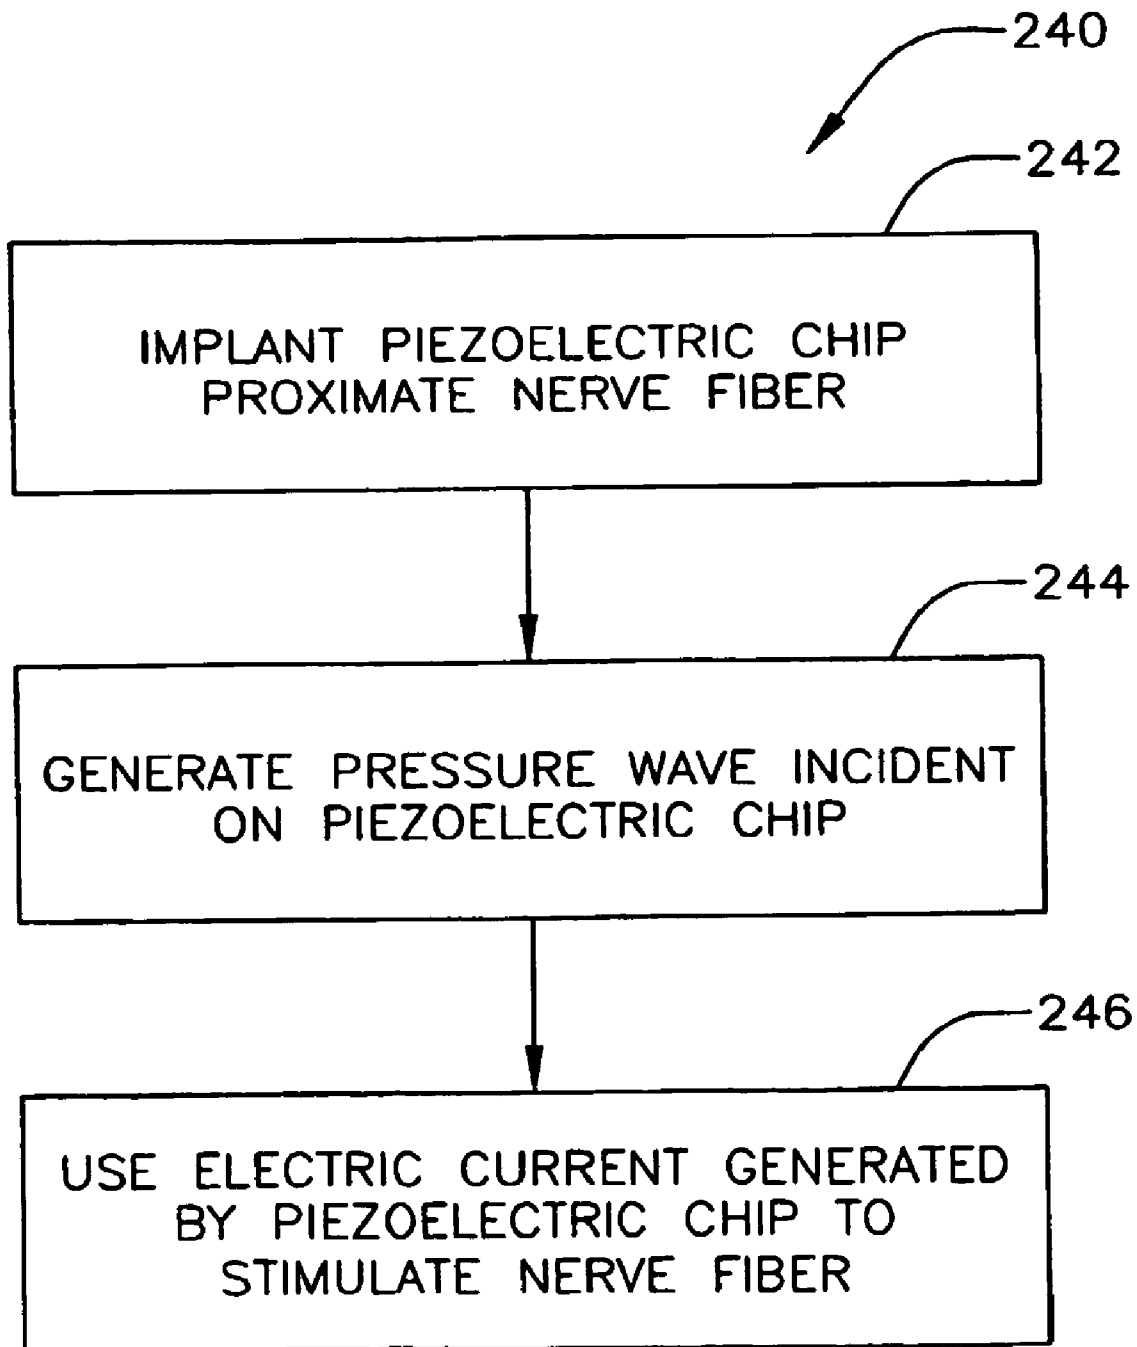 240
242
IMPLANT PIEZOELECTRIC CHIP
PROXIMATE NERVE FIBER
244
GENERATE PRESSURE WAVE INCIDENT
ON PIEZOELECTRIC CHIP
246
USE ELECTRIC CURRENT GENERATED
BY PIEZOELECTRIC CHIP TO
STIMULATE NERVE FIBER